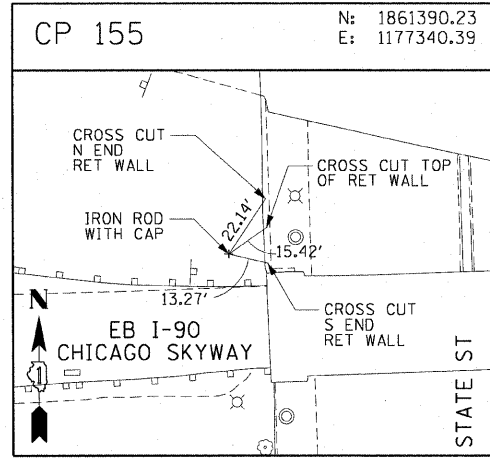 CP 155
N: 1861390.23
E: 1177340.39
CROSS CUT
N END
RET WALL
CROSS CUT TOP
OF RET WALL
IRON ROD
WITH CAP
22.14'
15.42'
13.27'
N
CROSS CUT
S END
RET WALL
EB I-90
CHICAGO SKYWAY
STATE ST